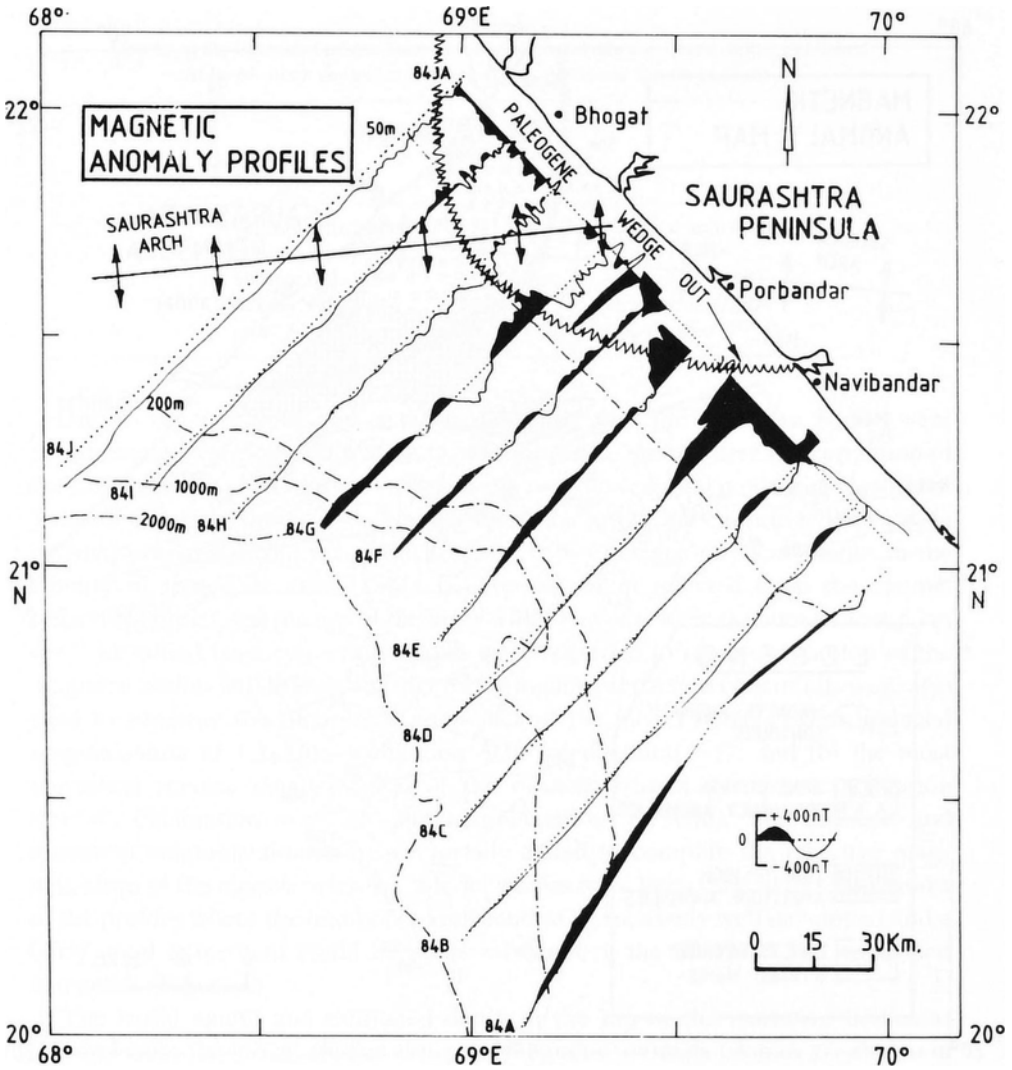 68°
69°E
70°
84JA
22°
22°
N
MAGNETIC
ANOMALY PROFILES
50m
PALEOGENE
Bhogat
SAURASHTRA
PENINSULA
SAURASHTRA
ARCH
WEDGE
OUT
Porbandar
Navibandar
200m
84J
84I
1000m
2000m
84H
84G
84F
21°
N
21°
N
84E
84D
84C
+400nT
0
-400nT
84B
0 15 30Km.
84A
20°
20°
68°
69°E
70°